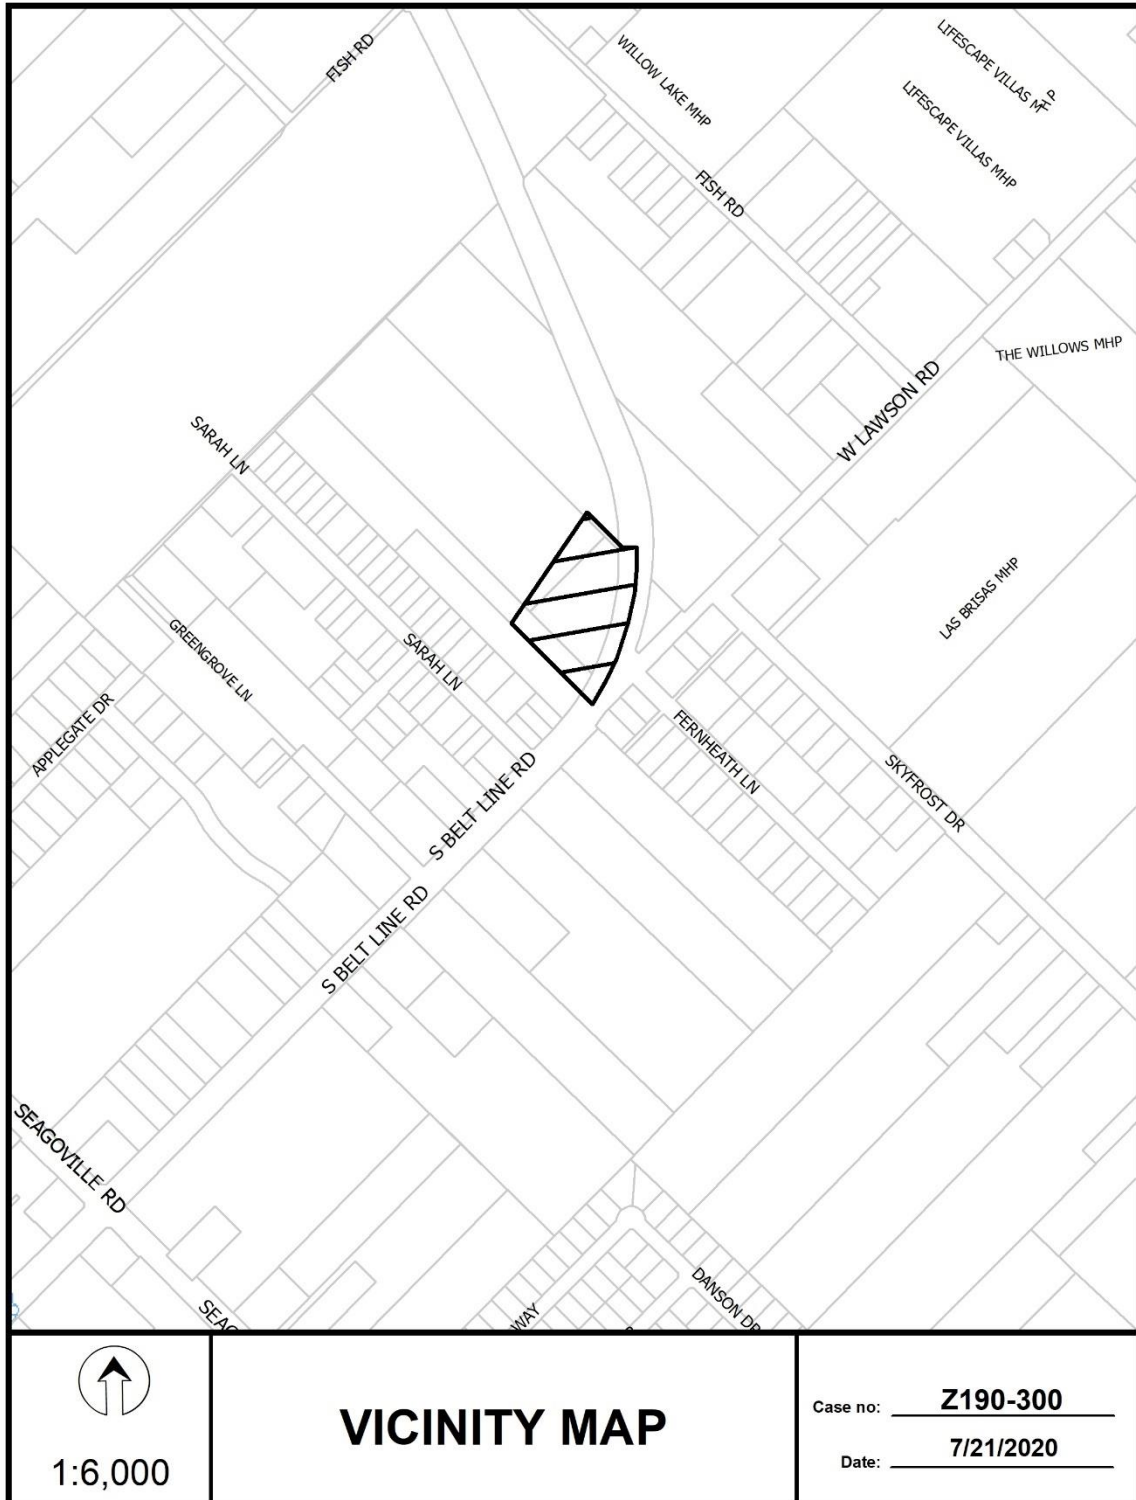 FISH RD
WILLOW LAKE MHP
LIFESCAPE VILLAS MHP
LIFESCAPE VILLAS MHP
FISH RD
THE WILLOWS MHP
W LAWSON RD
SARAH LN
LAS BRISAS MHP
GREENGROVE LN
SARAH LN
APPLEGATE DR
FERNHEATH LN
SKYFROST DR
S BELT LINE RD
S BELT LINE RD
SEAGOVILLE RD
DANSON DR
SEAG
WAY
1:6,000
VICINITY MAP
Case no: Z190-300
Date: 7/21/2020